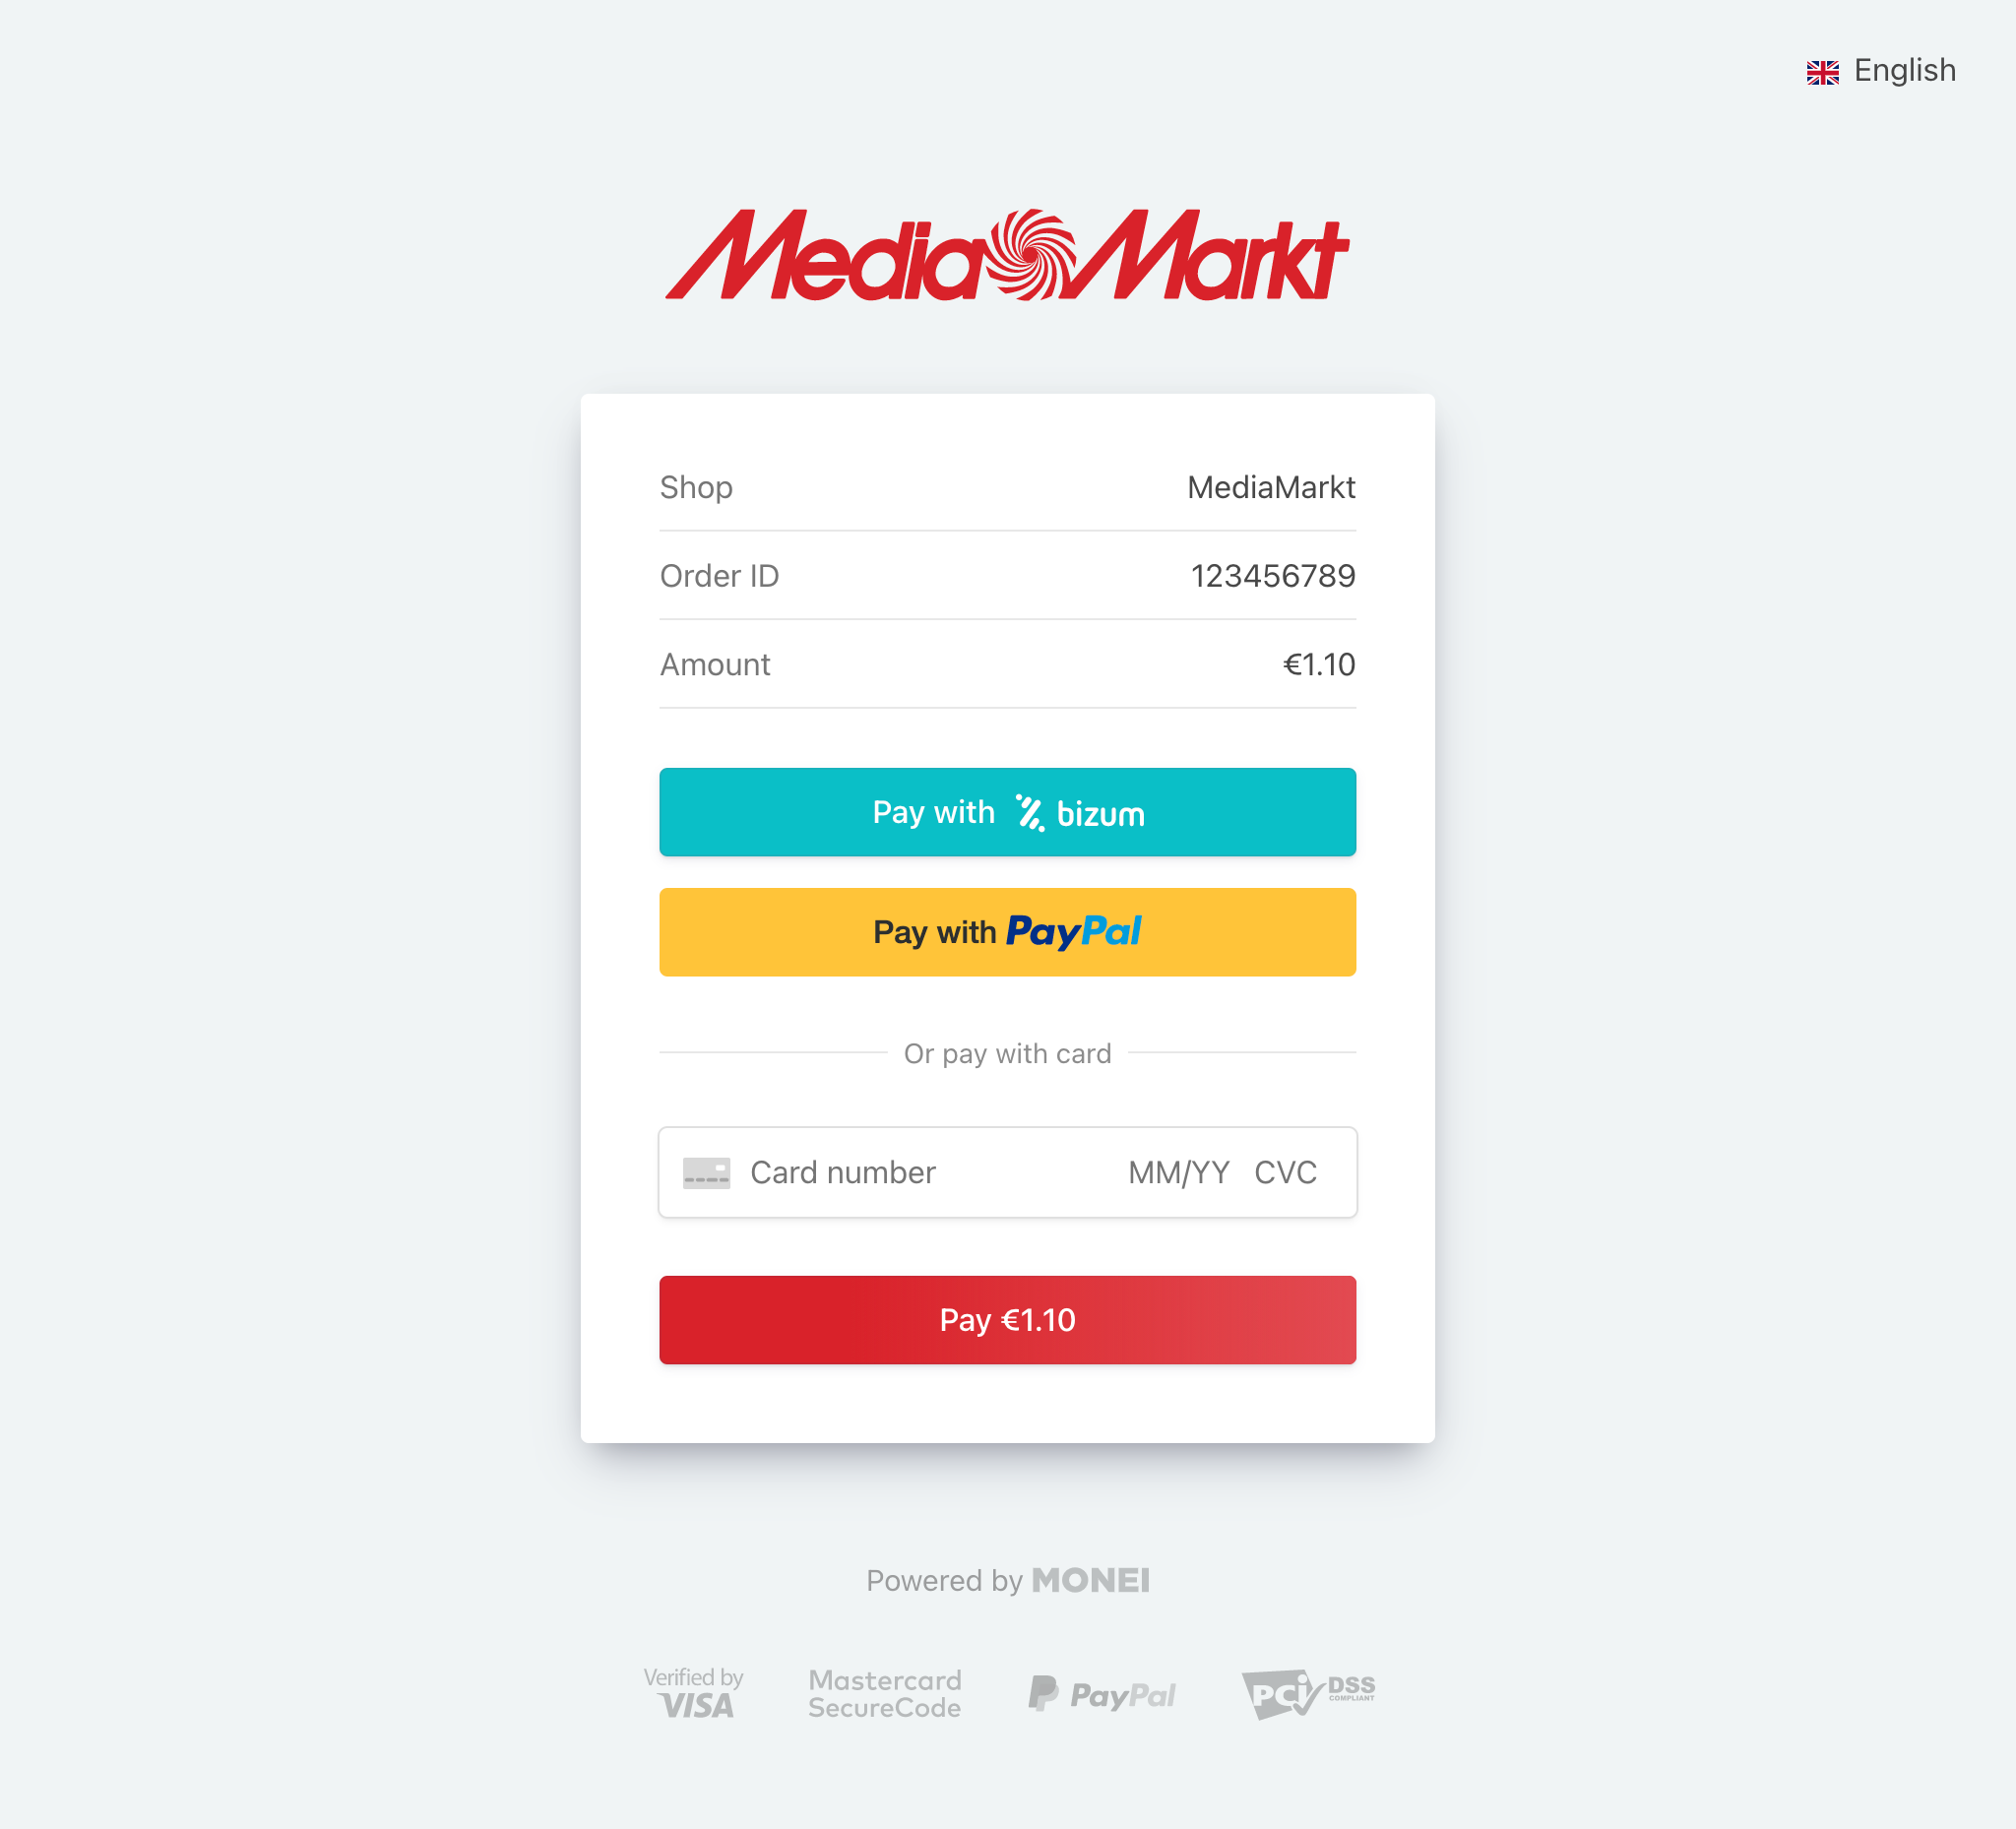 English
MediaMarkt
Shop MediaMarkt
Order ID 123456789
Amount €1.10
Pay with bizum
Pay with PayPal
Or pay with card
Card number MM/YY CVC
Pay €1.10
Powered by MONEI
Verified by
VISA
Mastercard
SecureCode
PayPal
PCi DSS
COMPLIANT